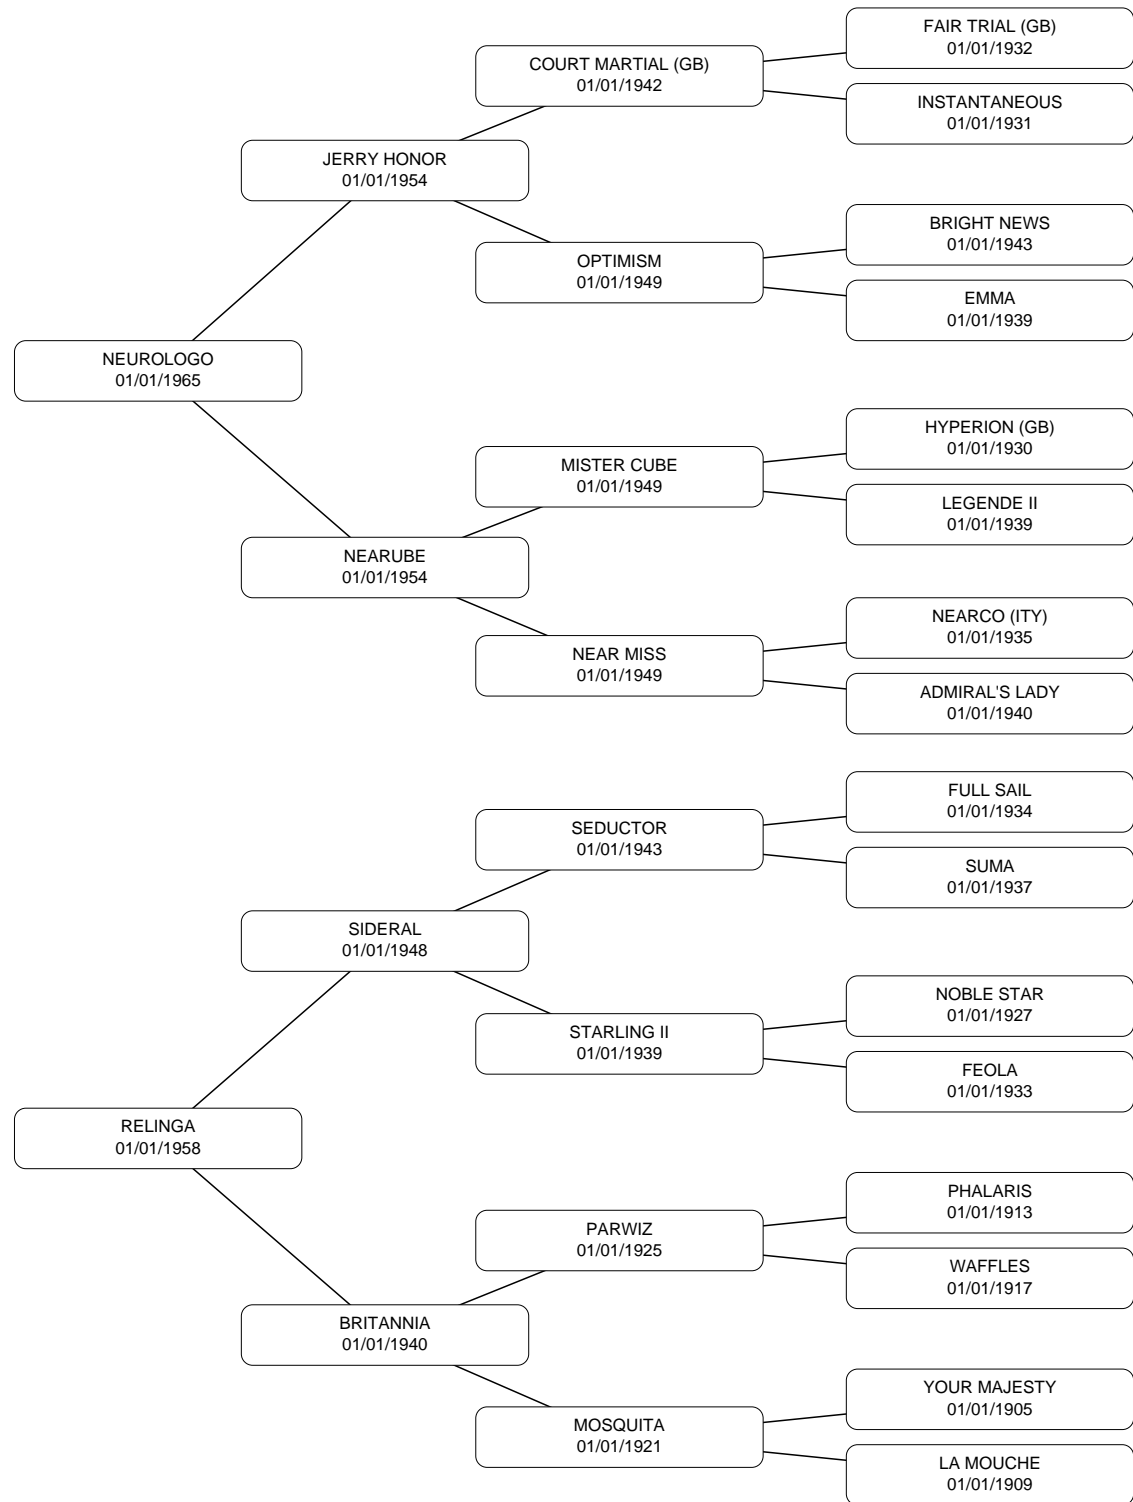 FAIR TRIAL (GB)
01/01/1932
COURT MARTIAL (GB)
01/01/1942
INSTANTANEOUS
01/01/1931
JERRY HONOR
01/01/1954
BRIGHT NEWS
01/01/1943
OPTIMISM
01/01/1949
EMMA
01/01/1939
NEUROLOGO
01/01/1965
HYPERION (GB)
01/01/1930
MISTER CUBE
01/01/1949
LEGENDE II
01/01/1939
NEARUBE
01/01/1954
NEARCO (ITY)
01/01/1935
NEAR MISS
01/01/1949
ADMIRAL'S LADY
01/01/1940
FULL SAIL
01/01/1934
SEDUCTOR
01/01/1943
SUMA
01/01/1937
SIDERAL
01/01/1948
NOBLE STAR
01/01/1927
STARLING II
01/01/1939
FEOLA
01/01/1933
RELINGA
01/01/1958
PHALARIS
01/01/1913
PARWIZ
01/01/1925
WAFFLES
01/01/1917
BRITANNIA
01/01/1940
YOUR MAJESTY
01/01/1905
MOSQUITA
01/01/1921
LA MOUCHE
01/01/1909